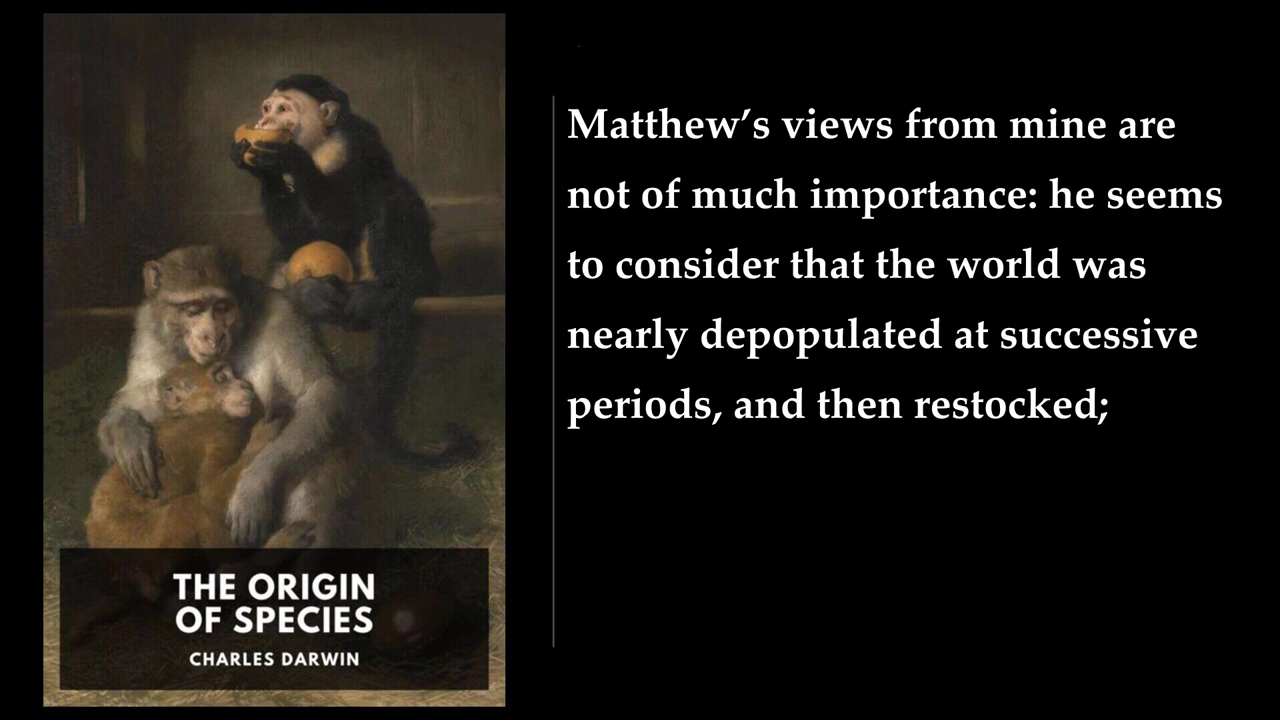 Matthew’s views from mine are
not of much importance: he seems
to consider that the world was
nearly depopulated at successive
periods, and then restocked;
THE ORIGIN
OF SPECIES
CHARLES DARWIN